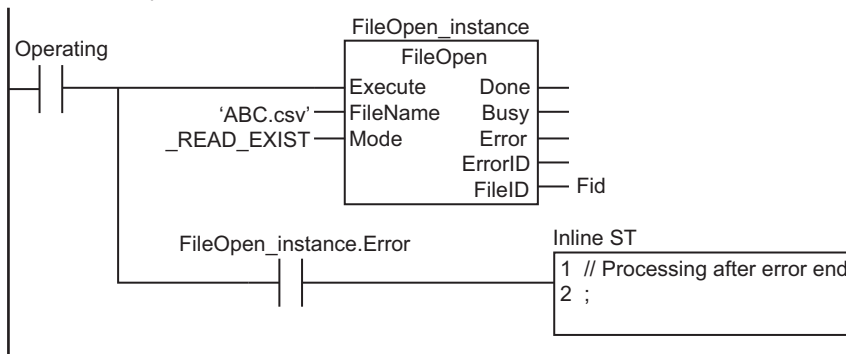 FileOpen_instance
Operating
FileOpen
Execute Done
'ABC.csv' FileName Busy
_READ_EXIST Mode Error
ErrorID
FileID Fid
FileOpen_instance.Error
Inline ST
1 // Processing after error end
2 ;